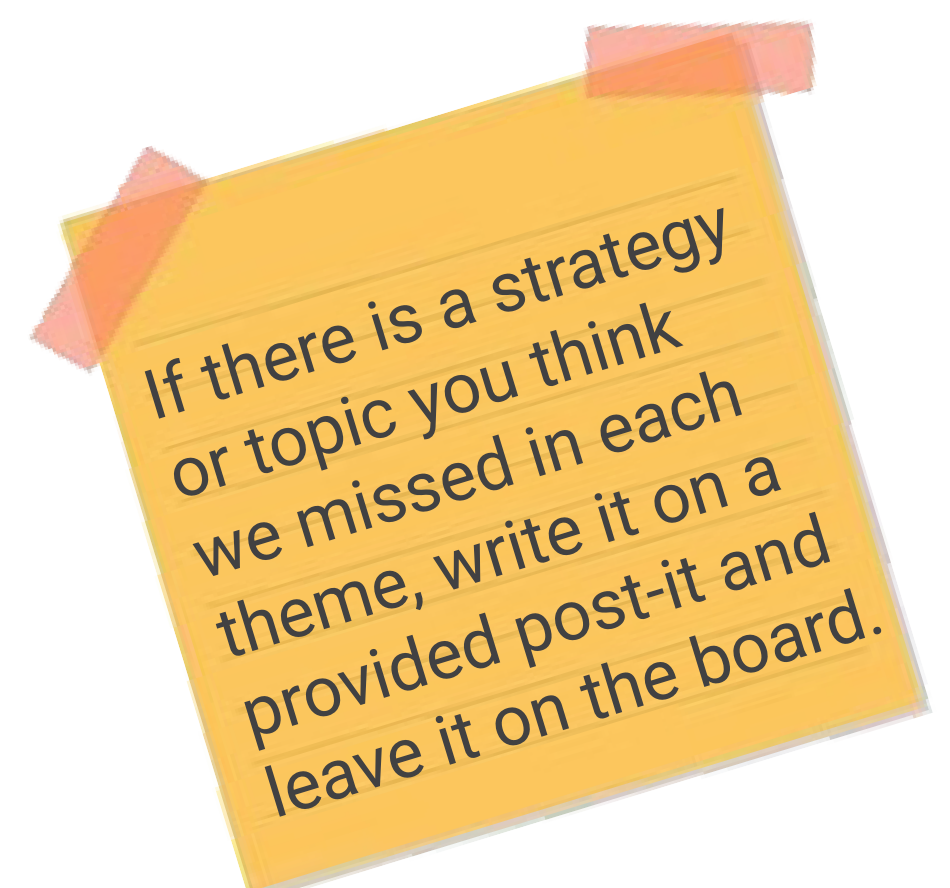 If there is a strategy
or topic you think
we missed in each
theme, write it on a
provided post-it and
leave it on the board.